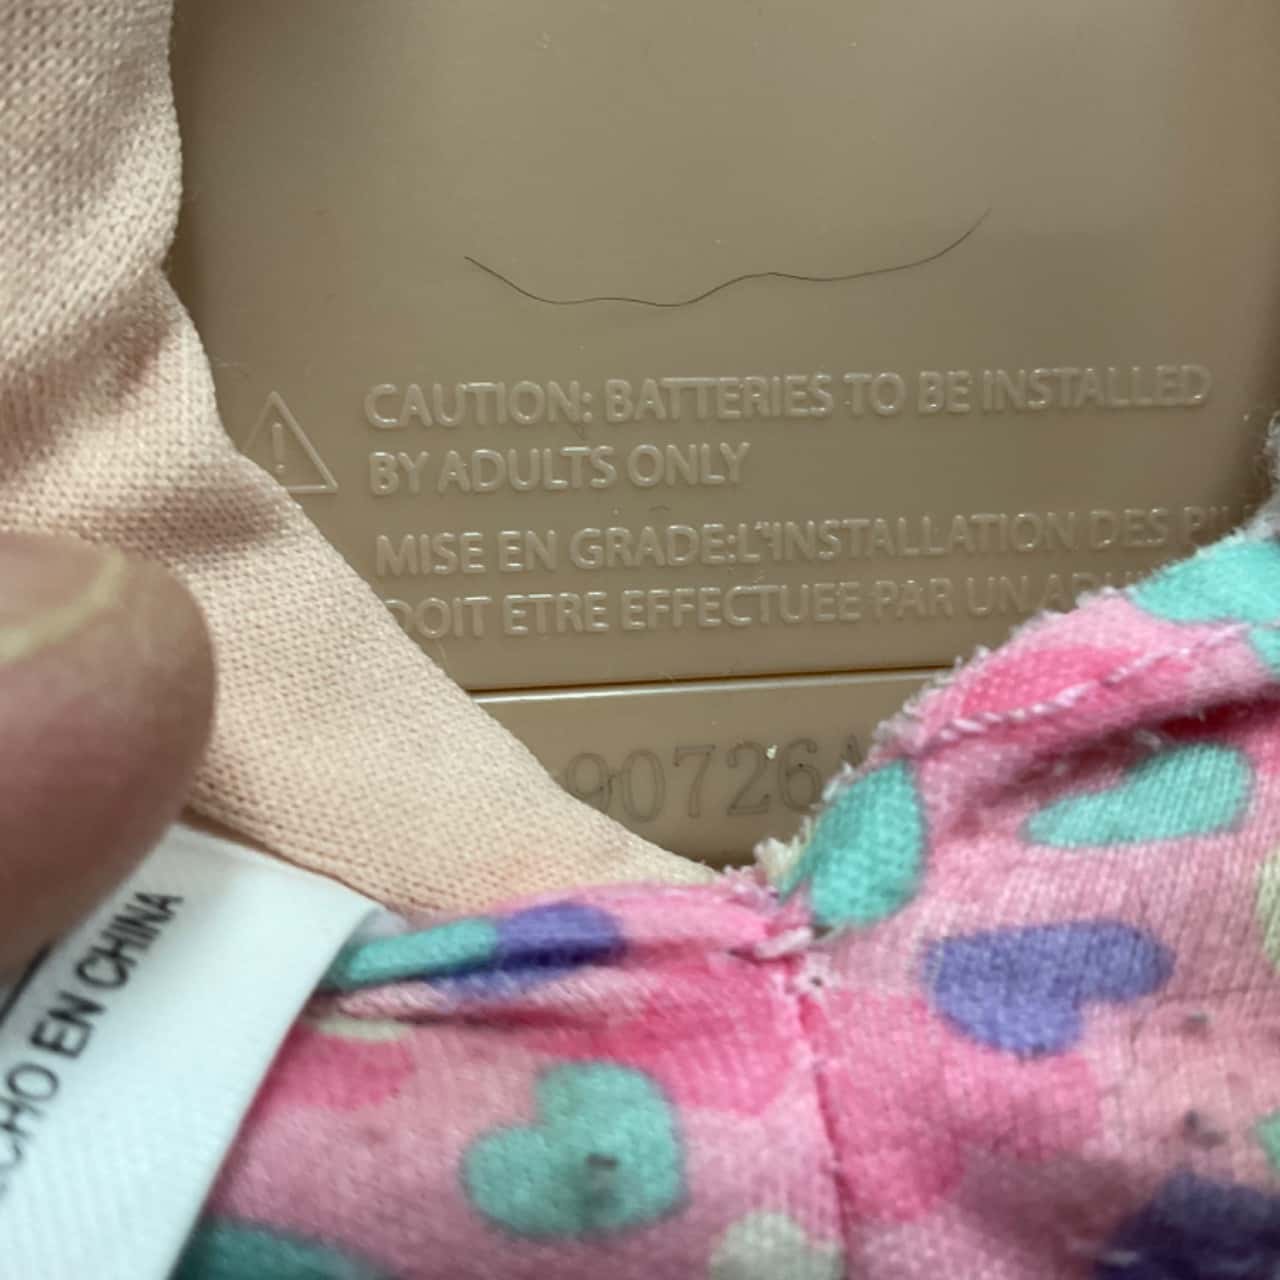 CAUTION: BATTERIES TO BE INSTALLED
BY ADULTS ONLY
MISE EN GRADE:L'INSTALLATION DES
DOIT ETRE EFFECTUEE PAR UN
90726A
EN CHINA